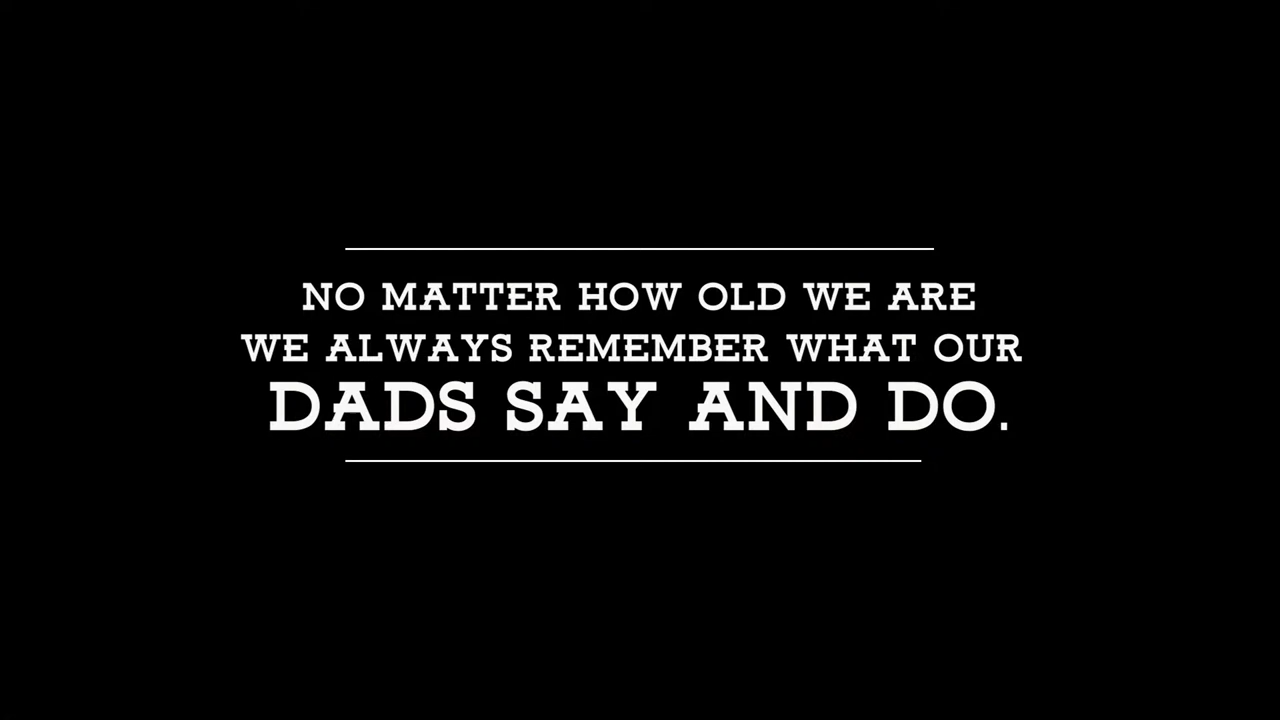 NO MATTER HOW OLD WE ARE
WE ALWAYS REMEMBER WHAT OUR
DADS SAY AND DO.